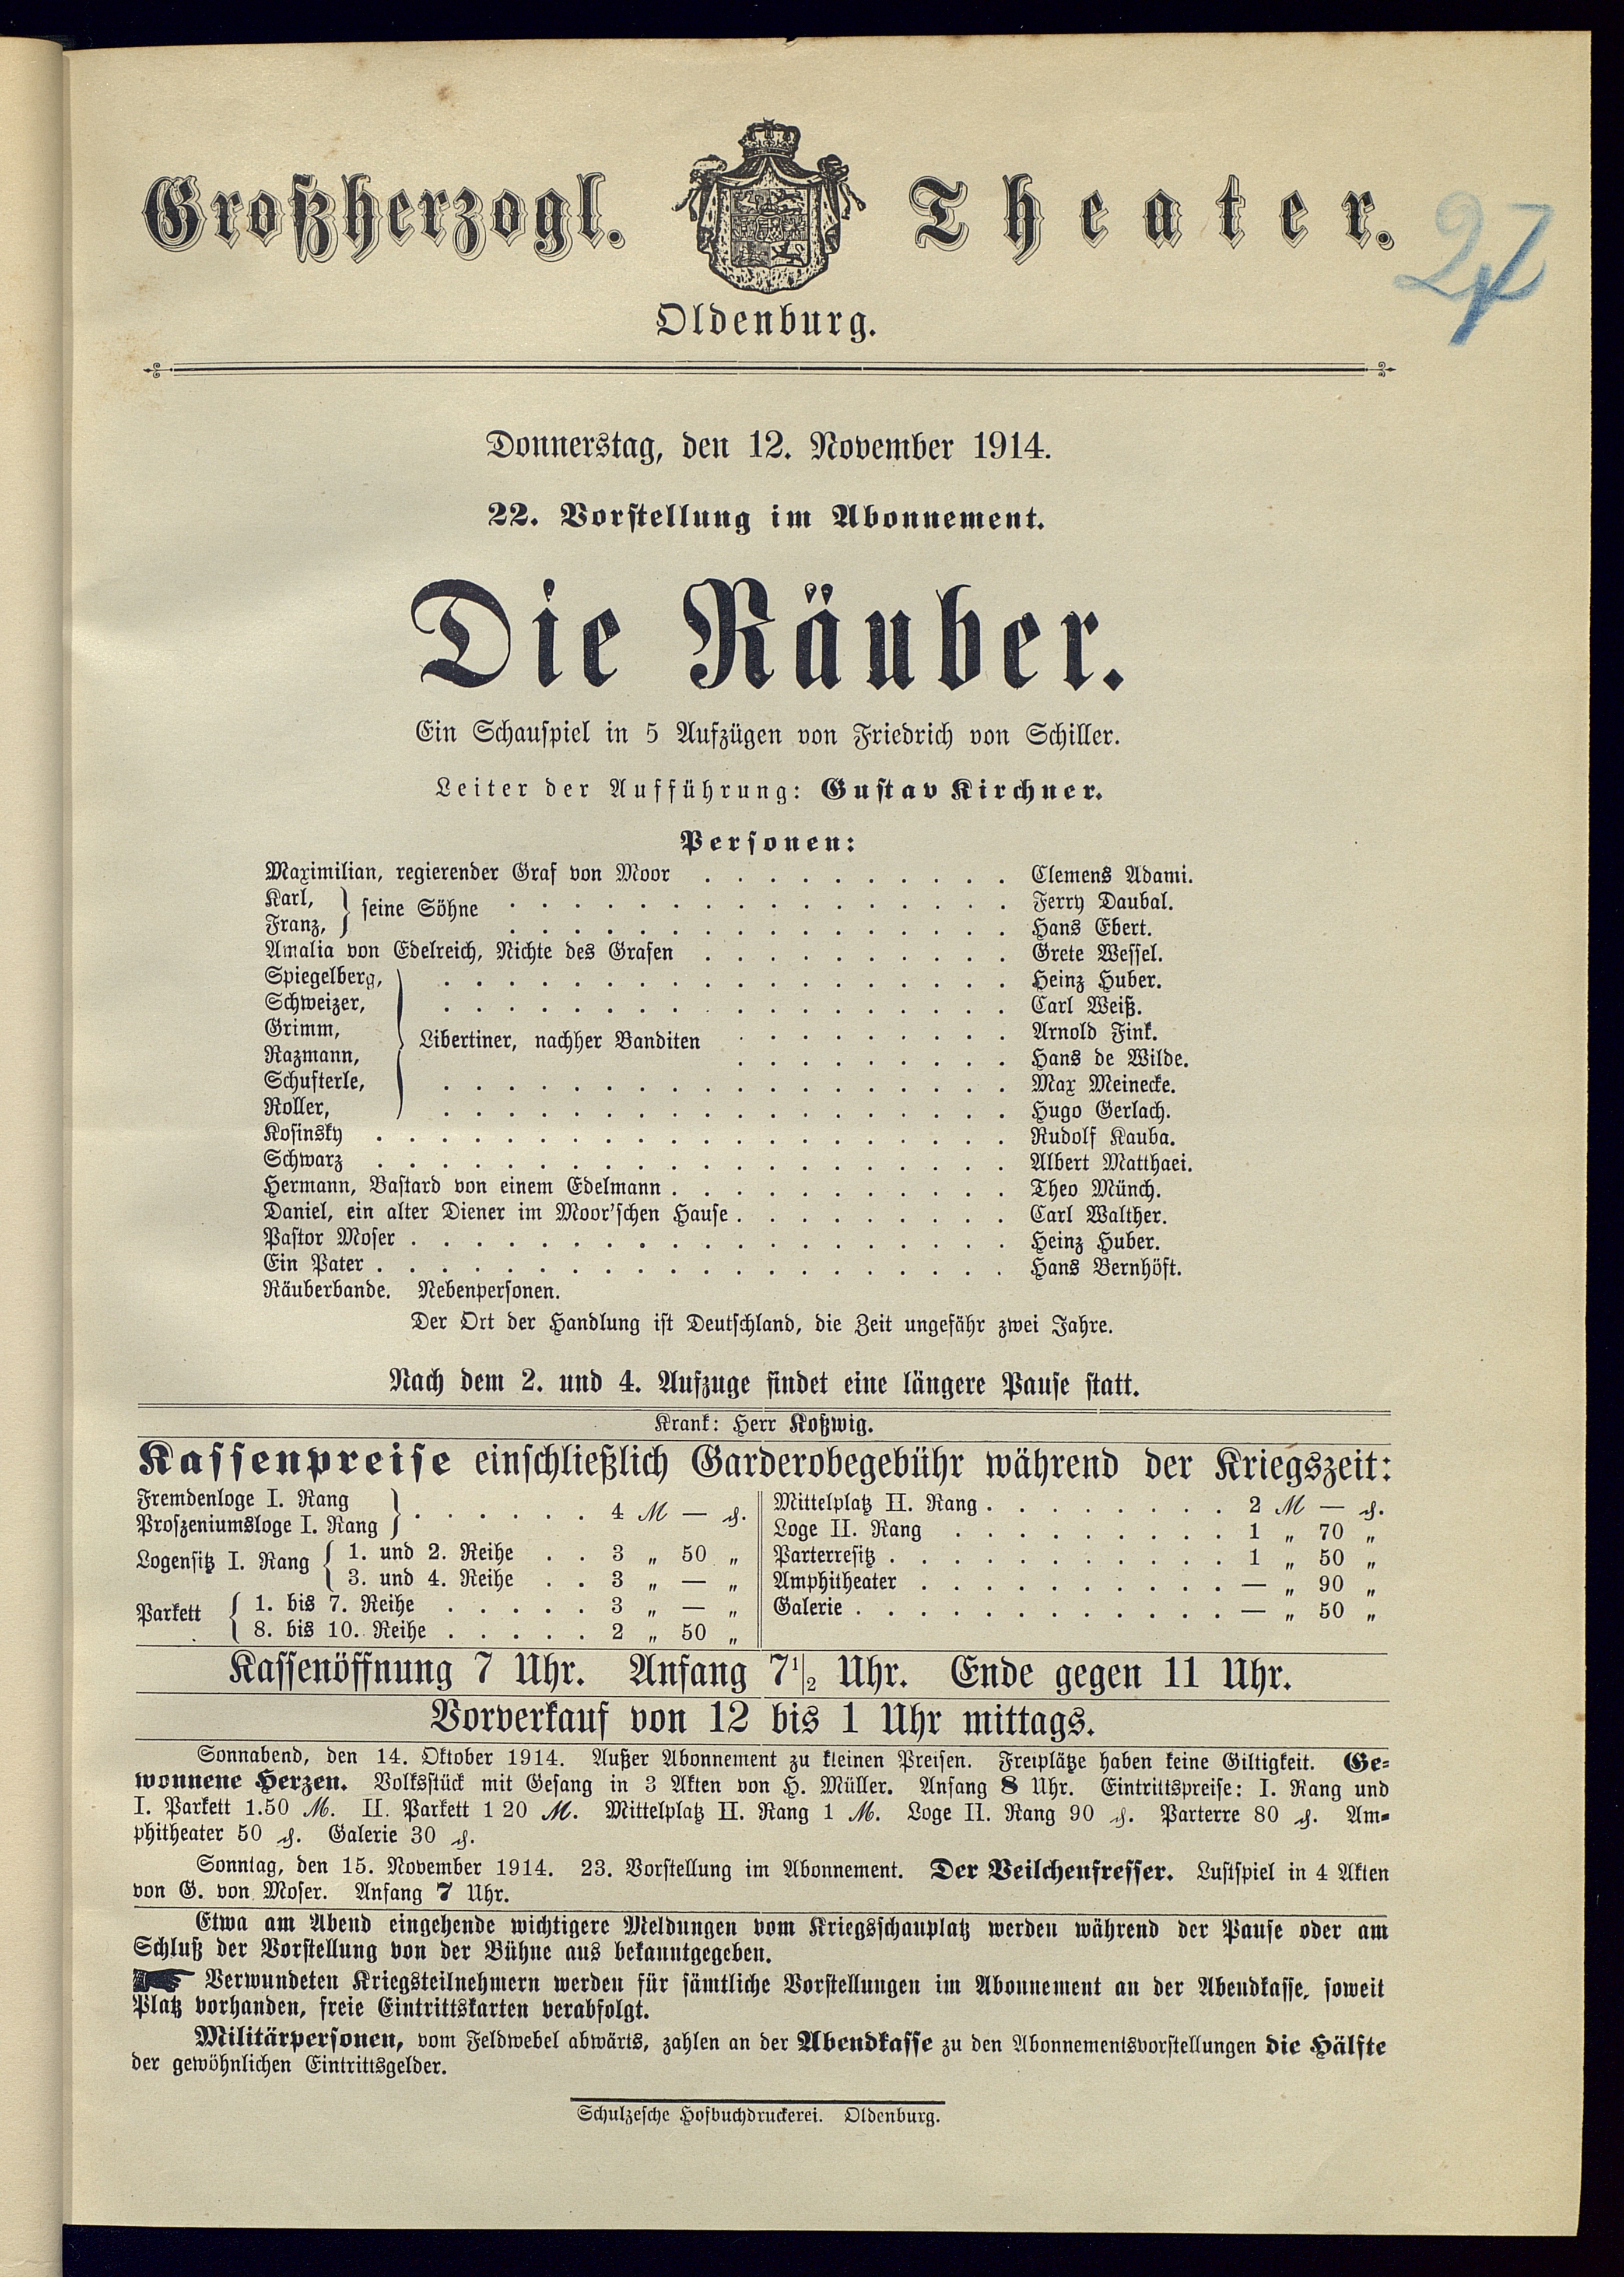 Großherzogl. Theater.
27
Oldenburg.
Donnerstag, den 12. November 1914.
22. Vorstellung im Abonnement.
Die Räuber.
Ein Schauspiel in 5 Aufzügen von Friedrich von Schiller.
Leiter der Aufführung: Gustav Kirchner.
Personen:
Maximilian, regierender Graf von Moor . . . . . . . . . . Clemens Adami.
Karl, } seine Söhne . . . . . . . . . . . . . . . . Ferry Daubal.
Franz, . . . . . . . . . . . . . . . . Hans Ebert.
Amalia von Edelreich, Nichte des Grafen . . . . . . . . . . Grete Wessel.
Spiegelberg, . . . . . . . . . . . . . . . . . . Heinz Huber.
Schweizer, . . . . . . . . . . . . . . . . . . Carl Weiß.
Grimm, } Libertiner, nachher Banditen . . . . . . . . . Arnold Fink.
Razmann, . . . . . . . . . Hans de Wilde.
Schufterle, . . . . . . . . . . . . . . . . . . Max Meinecke.
Roller, . . . . . . . . . . . . . . . . . . Hugo Gerlach.
Kosinsky . . . . . . . . . . . . . . . . . . . . Rudolf Kauba.
Schwarz . . . . . . . . . . . . . . . . . . . . Albert Matthaei.
Hermann, Bastard von einem Edelmann . . . . . . . . . . . Theo Münch.
Daniel, ein alter Diener im Moor'schen Hause . . . . . . . . . Carl Walther.
Pastor Moser . . . . . . . . . . . . . . . . . . . Heinz Huber.
Ein Pater . . . . . . . . . . . . . . . . . . . . Hans Bernhöft.
Räuberbande. Nebenpersonen.
Der Ort der Handlung ist Deutschland, die Zeit ungefähr zwei Jahre.
Nach dem 2. und 4. Aufzuge findet eine längere Pause statt.
Krank: Herr Koßwig.
Kassenpreise einschließlich Garderobegebühr während der Kriegszeit:
Fremdenloge I. Rang
Proszeniumsloge I. Rang } . . . . . . 4 ℳ — ₰.
Logensitz I. Rang { 1. und 2. Reihe . . 3 „ 50 „
3. und 4. Reihe . . 3 „ — „
Parkett { 1. bis 7. Reihe . . . . . 3 „ — „
8. bis 10. Reihe . . . . . 2 „ 50 „
Mittelplatz II. Rang . . . . . . . . 2 ℳ — ₰.
Loge II. Rang . . . . . . . . . 1 „ 70 „
Parterresitz . . . . . . . . . . . 1 „ 50 „
Amphitheater . . . . . . . . . . — „ 90 „
Galerie . . . . . . . . . . . . — „ 50 „
Kassenöffnung 7 Uhr. Anfang 7 1/2 Uhr. Ende gegen 11 Uhr.
Vorverkauf von 12 bis 1 Uhr mittags.
Sonnabend, den 14. Oktober 1914. Außer Abonnement zu kleinen Preisen. Freiplätze haben keine Giltigkeit. Ge-
wonnene Herzen. Volksstück mit Gesang in 3 Akten von H. Müller. Anfang 8 Uhr. Eintrittspreise: I. Rang und
I. Parkett 1.50 ℳ. II. Parkett 1 20 ℳ. Mittelplatz II. Rang 1 ℳ. Loge II. Rang 90 ₰. Parterre 80 ₰. Am-
phitheater 50 ₰. Galerie 30 ₰.
Sonntag, den 15. November 1914. 23. Vorstellung im Abonnement. Der Veilchenfresser. Lustspiel in 4 Akten
von G. von Moser. Anfang 7 Uhr.
Etwa am Abend eingehende wichtigere Meldungen vom Kriegsschauplatz werden während der Pause oder am
Schluß der Vorstellung von der Bühne aus bekanntgegeben.
Verwundeten Kriegsteilnehmern werden für sämtliche Vorstellungen im Abonnement an der Abendkasse, soweit
Platz vorhanden, freie Eintrittskarten verabfolgt.
Militärpersonen, vom Feldwebel abwärts, zahlen an der Abendkasse zu den Abonnementsvorstellungen die Hälfte
der gewöhnlichen Eintrittsgelder.
Schulzesche Hofbuchdruckerei. Oldenburg.